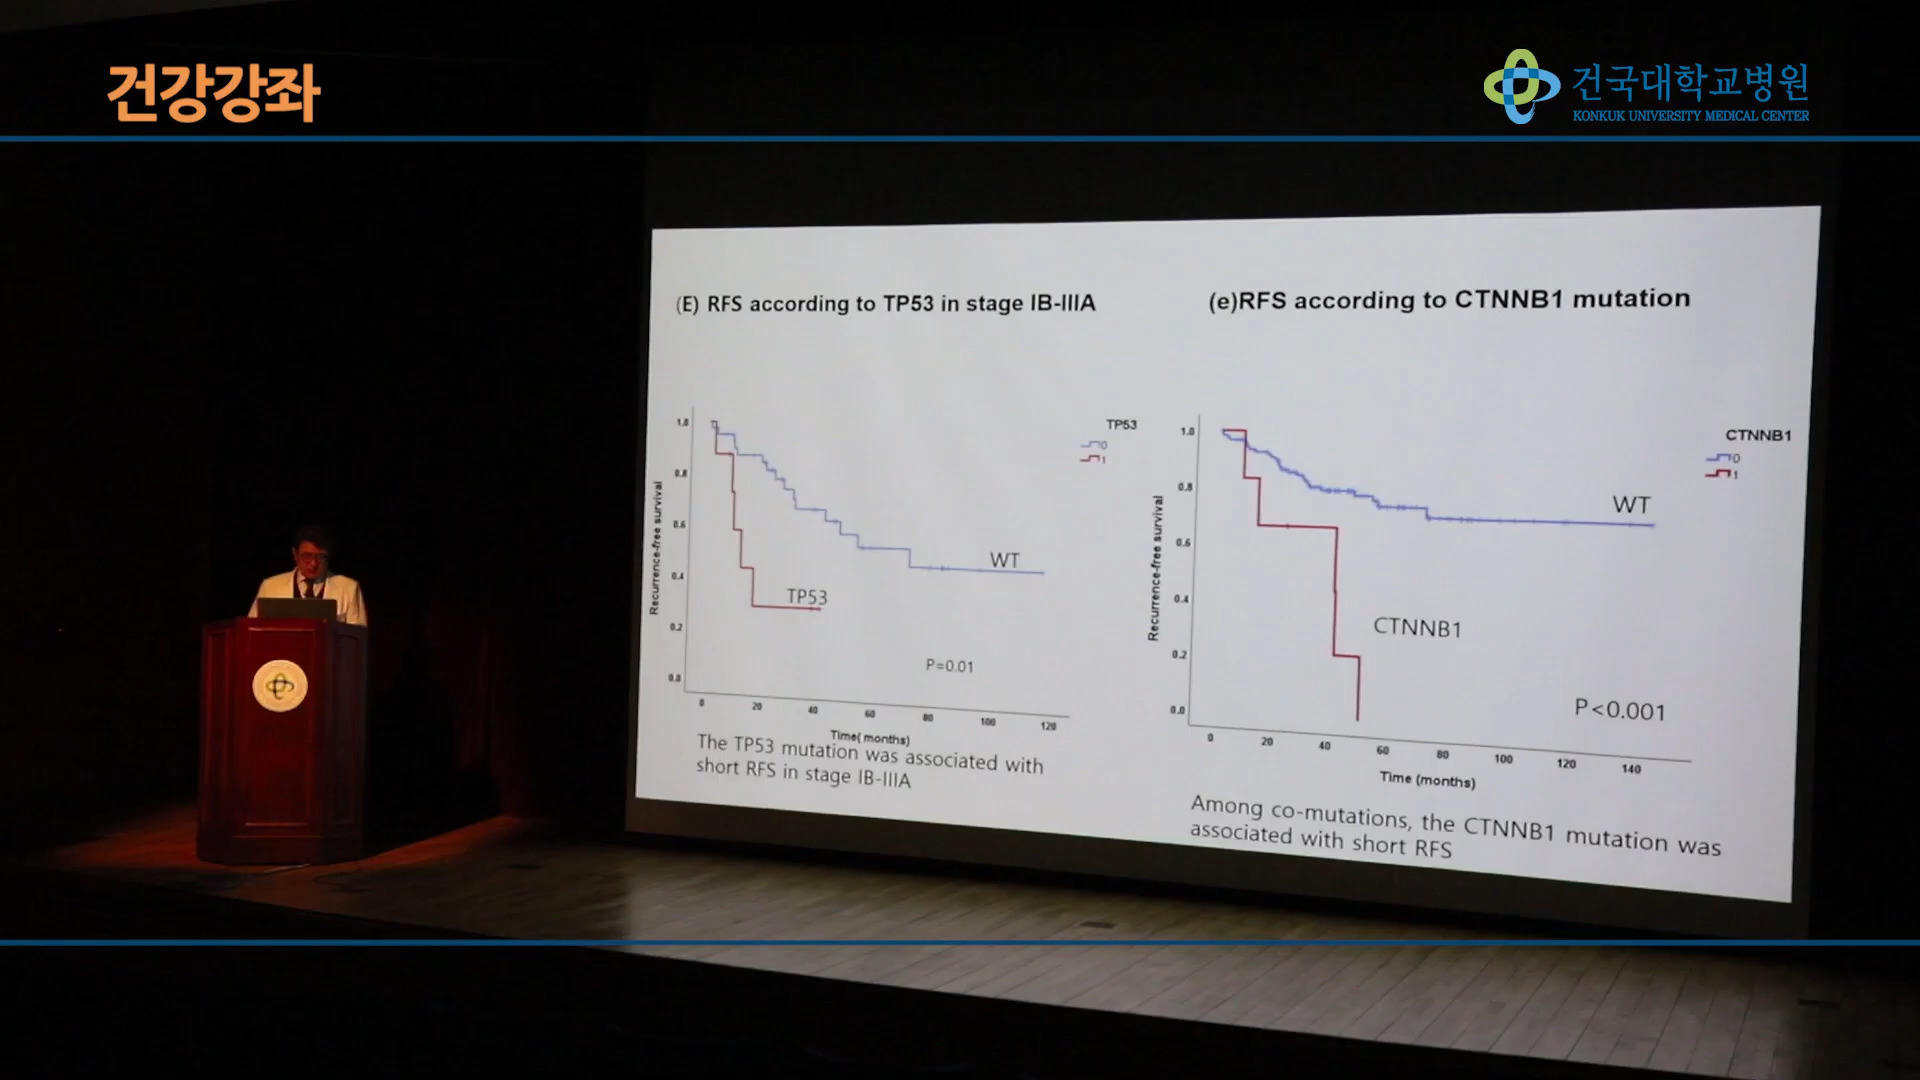 건강강좌
건국대학교병원
KONKUK UNIVERSITY MEDICAL CENTER
(E) RFS according to TP53 in stage IB-IIIA
TP53
0
1
1.0
0.8
0.6
0.4
0.2
0.0
Recurrence-free survival
WT
TP53
P=0.01
0 20 40 60 80 100 120
Time( months)
The TP53 mutation was associated with
short RFS in stage IB-IIIA
(e)RFS according to CTNNB1 mutation
CTNNB1
0
1
1.0
0.8
0.6
0.4
0.2
0.0
Recurrence-free survival
WT
CTNNB1
P<0.001
0 20 40 60 80 100 120 140
Time (months)
Among co-mutations, the CTNNB1 mutation was
associated with short RFS